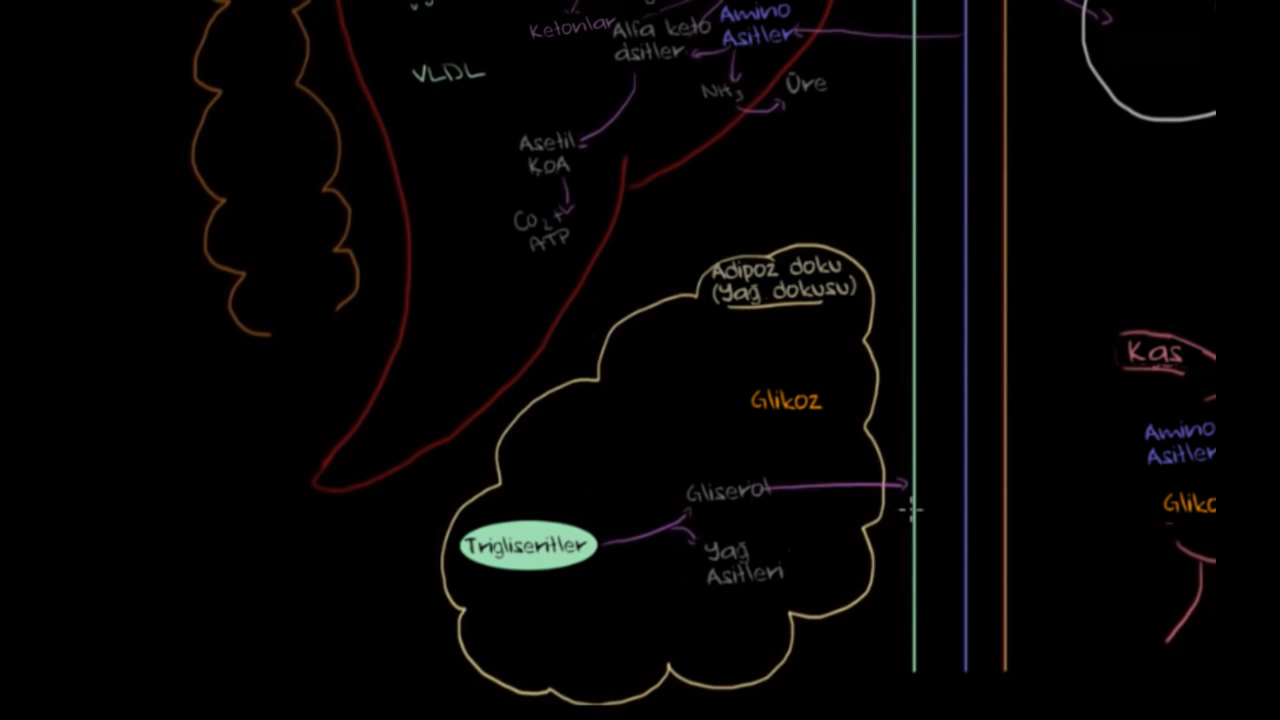 Ketonlar
Alfa keto
asitler
Amino
Asitler
VLDL
NH3
Üre
Asetil
KOA
CO2+
ATP
Adipoz doku
(Yağ dokusu)
Kas
Glikoz
Amino
Asitler
Gliserol
Gliko
Trigliseritler
Yağ
Asitleri